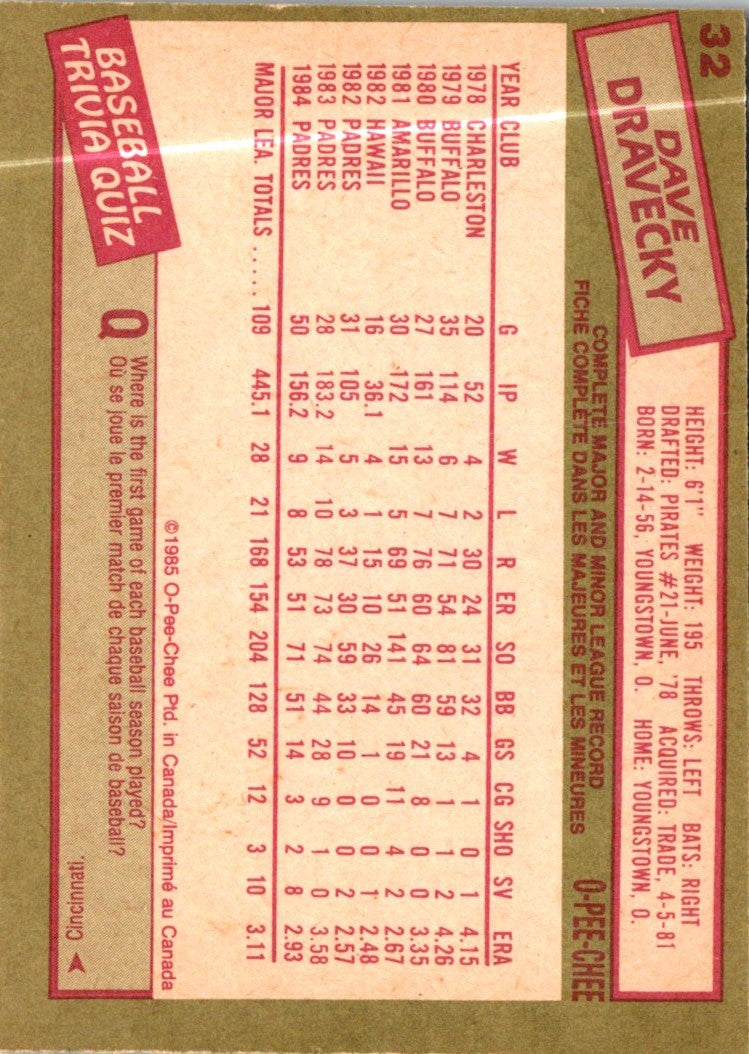 32
DAVE
DRAVECKY
HEIGHT: 6'1" WEIGHT: 195 THROWS: LEFT BATS: RIGHT
DRAFTED: PIRATES #21-JUNE, '78 ACQUIRED: TRADE, 4-5-81
BORN: 2-14-56, YOUNGSTOWN, O. HOME: YOUNGSTOWN, O.
COMPLETE MAJOR AND MINOR LEAGUE RECORD
FICHE COMPLÈTE DANS LES MAJEURES ET LES MINEURES
O-PEE-CHEE
YEAR CLUB G IP W L R ER SO BB GS CG SHO SV ERA
1978 CHARLESTON 20 52 4 2 30 24 31 32 4 1 0 1 4.15
1979 BUFFALO 35 114 6 7 71 54 81 59 13 1 1 2 4.26
1980 BUFFALO 27 161 13 7 76 60 64 60 21 8 0 0 3.35
1981 AMARILLO 30 172 15 5 69 51 141 45 19 11 4 2 2.67
1982 HAWAII 16 36.1 4 1 15 10 26 14 1 0 0 1 2.48
1982 PADRES 31 105 5 3 37 30 59 33 10 0 0 2 2.57
1983 PADRES 28 183.2 14 10 78 73 74 44 28 9 1 0 3.58
1984 PADRES 50 156.2 9 8 53 51 71 51 14 3 2 8 2.93
MAJOR LEA. TOTALS ..... 109 445.1 28 21 168 154 204 128 52 12 3 10 3.11
©1985 O-Pee-Chee Ptd. in Canada/Imprimé au Canada
BASEBALL
TRIVIA QUIZ
Q Where is the first game of each baseball season played?
Où se joue le premier match de chaque saison de baseball?
Cincinnati.